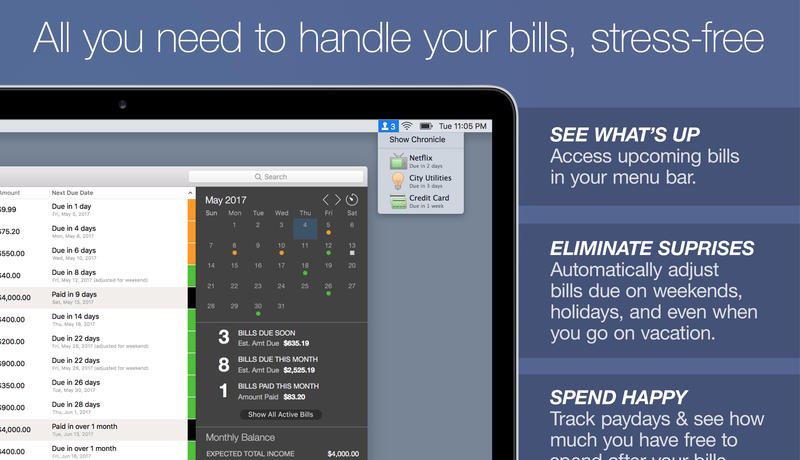 All you need to handle your bills, stress-free
3 Tue 11:05 PM
Show Chronicle
Netflix
Due in 2 days
City Utilities
Due in 3 days
Credit Card
Due in 1 week
Search
Amount Next Due Date
$9.99 Due in 1 day
Fri, May 5, 2017
$75.20 Due in 4 days
Mon, May 8, 2017
$550.00 Due in 6 days
Wed, May 10, 2017
$40.00 Due in 8 days
Fri, May 12, 2017 (adjusted for weekend)
$4,000.00 Paid in 9 days
Sat, May 13, 2017
$400.00 Due in 14 days
Thu, May 18, 2017
$200.00 Due in 22 days
Fri, May 26, 2017 (adjusted for weekend)
$900.00 Due in 22 days
Fri, May 26, 2017 (adjusted for weekend)
$350.00 Due in 26 days
Tue, May 30, 2017
$900.00 Due in 28 days
Thu, Jun 1, 2017
$4,000.00 Paid in over 1 month
Tue, Jun 13, 2017
$400.00 Due in over 1 month
May 2017
Sun Mon Tue Wed Thu Fri Sat
1 2 3 4 5 6
7 8 9 10 11 12 13
14 15 16 17 18 19 20
21 22 23 24 25 26 27
28 29 30 31
3 BILLS DUE SOON
Est. Amt Due $635.19
8 BILLS DUE THIS MONTH
Est. Amt Due $2,525.19
1 BILLS PAID THIS MONTH
Amount Paid $83.20
Show All Active Bills
Monthly Balance
EXPECTED TOTAL INCOME $4,000.00
SEE WHAT'S UP
Access upcoming bills
in your menu bar.
ELIMINATE SUPRISES
Automatically adjust
bills due on weekends,
holidays, and even when
you go on vacation.
SPEND HAPPY
Track paydays & see how
much you have free to
spend after your bills